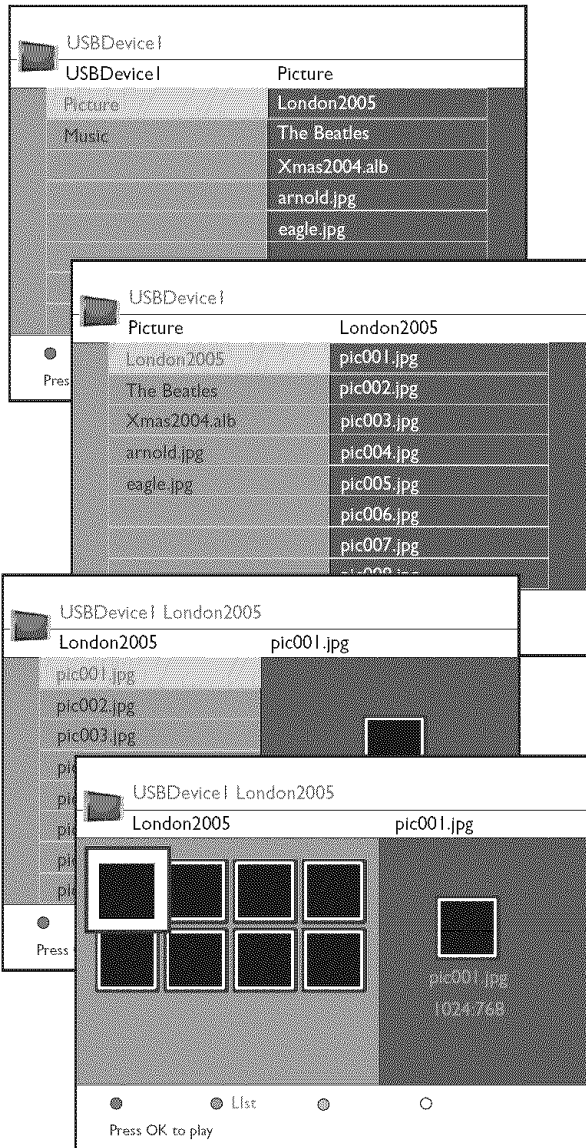 USBDevice1
USBDevice1 Picture
Picture London2005
Music The Beatles
Xmas2004.alb
arnold.jpg
eagle.jpg
Pres
USBDevice1
Picture London2005
London2005 pic001.jpg
The Beatles pic002.jpg
Xmas2004.alb pic003.jpg
arnold.jpg pic004.jpg
eagle.jpg pic005.jpg
pic006.jpg
pic007.jpg
USBDevice1 London2005
London2005 pic001.jpg
pic001.jpg
pic002.jpg
pic003.jpg
Press
USBDevice1 London2005
London2005 pic001.jpg
pic001.jpg
1024:768
LIst
Press OK to play